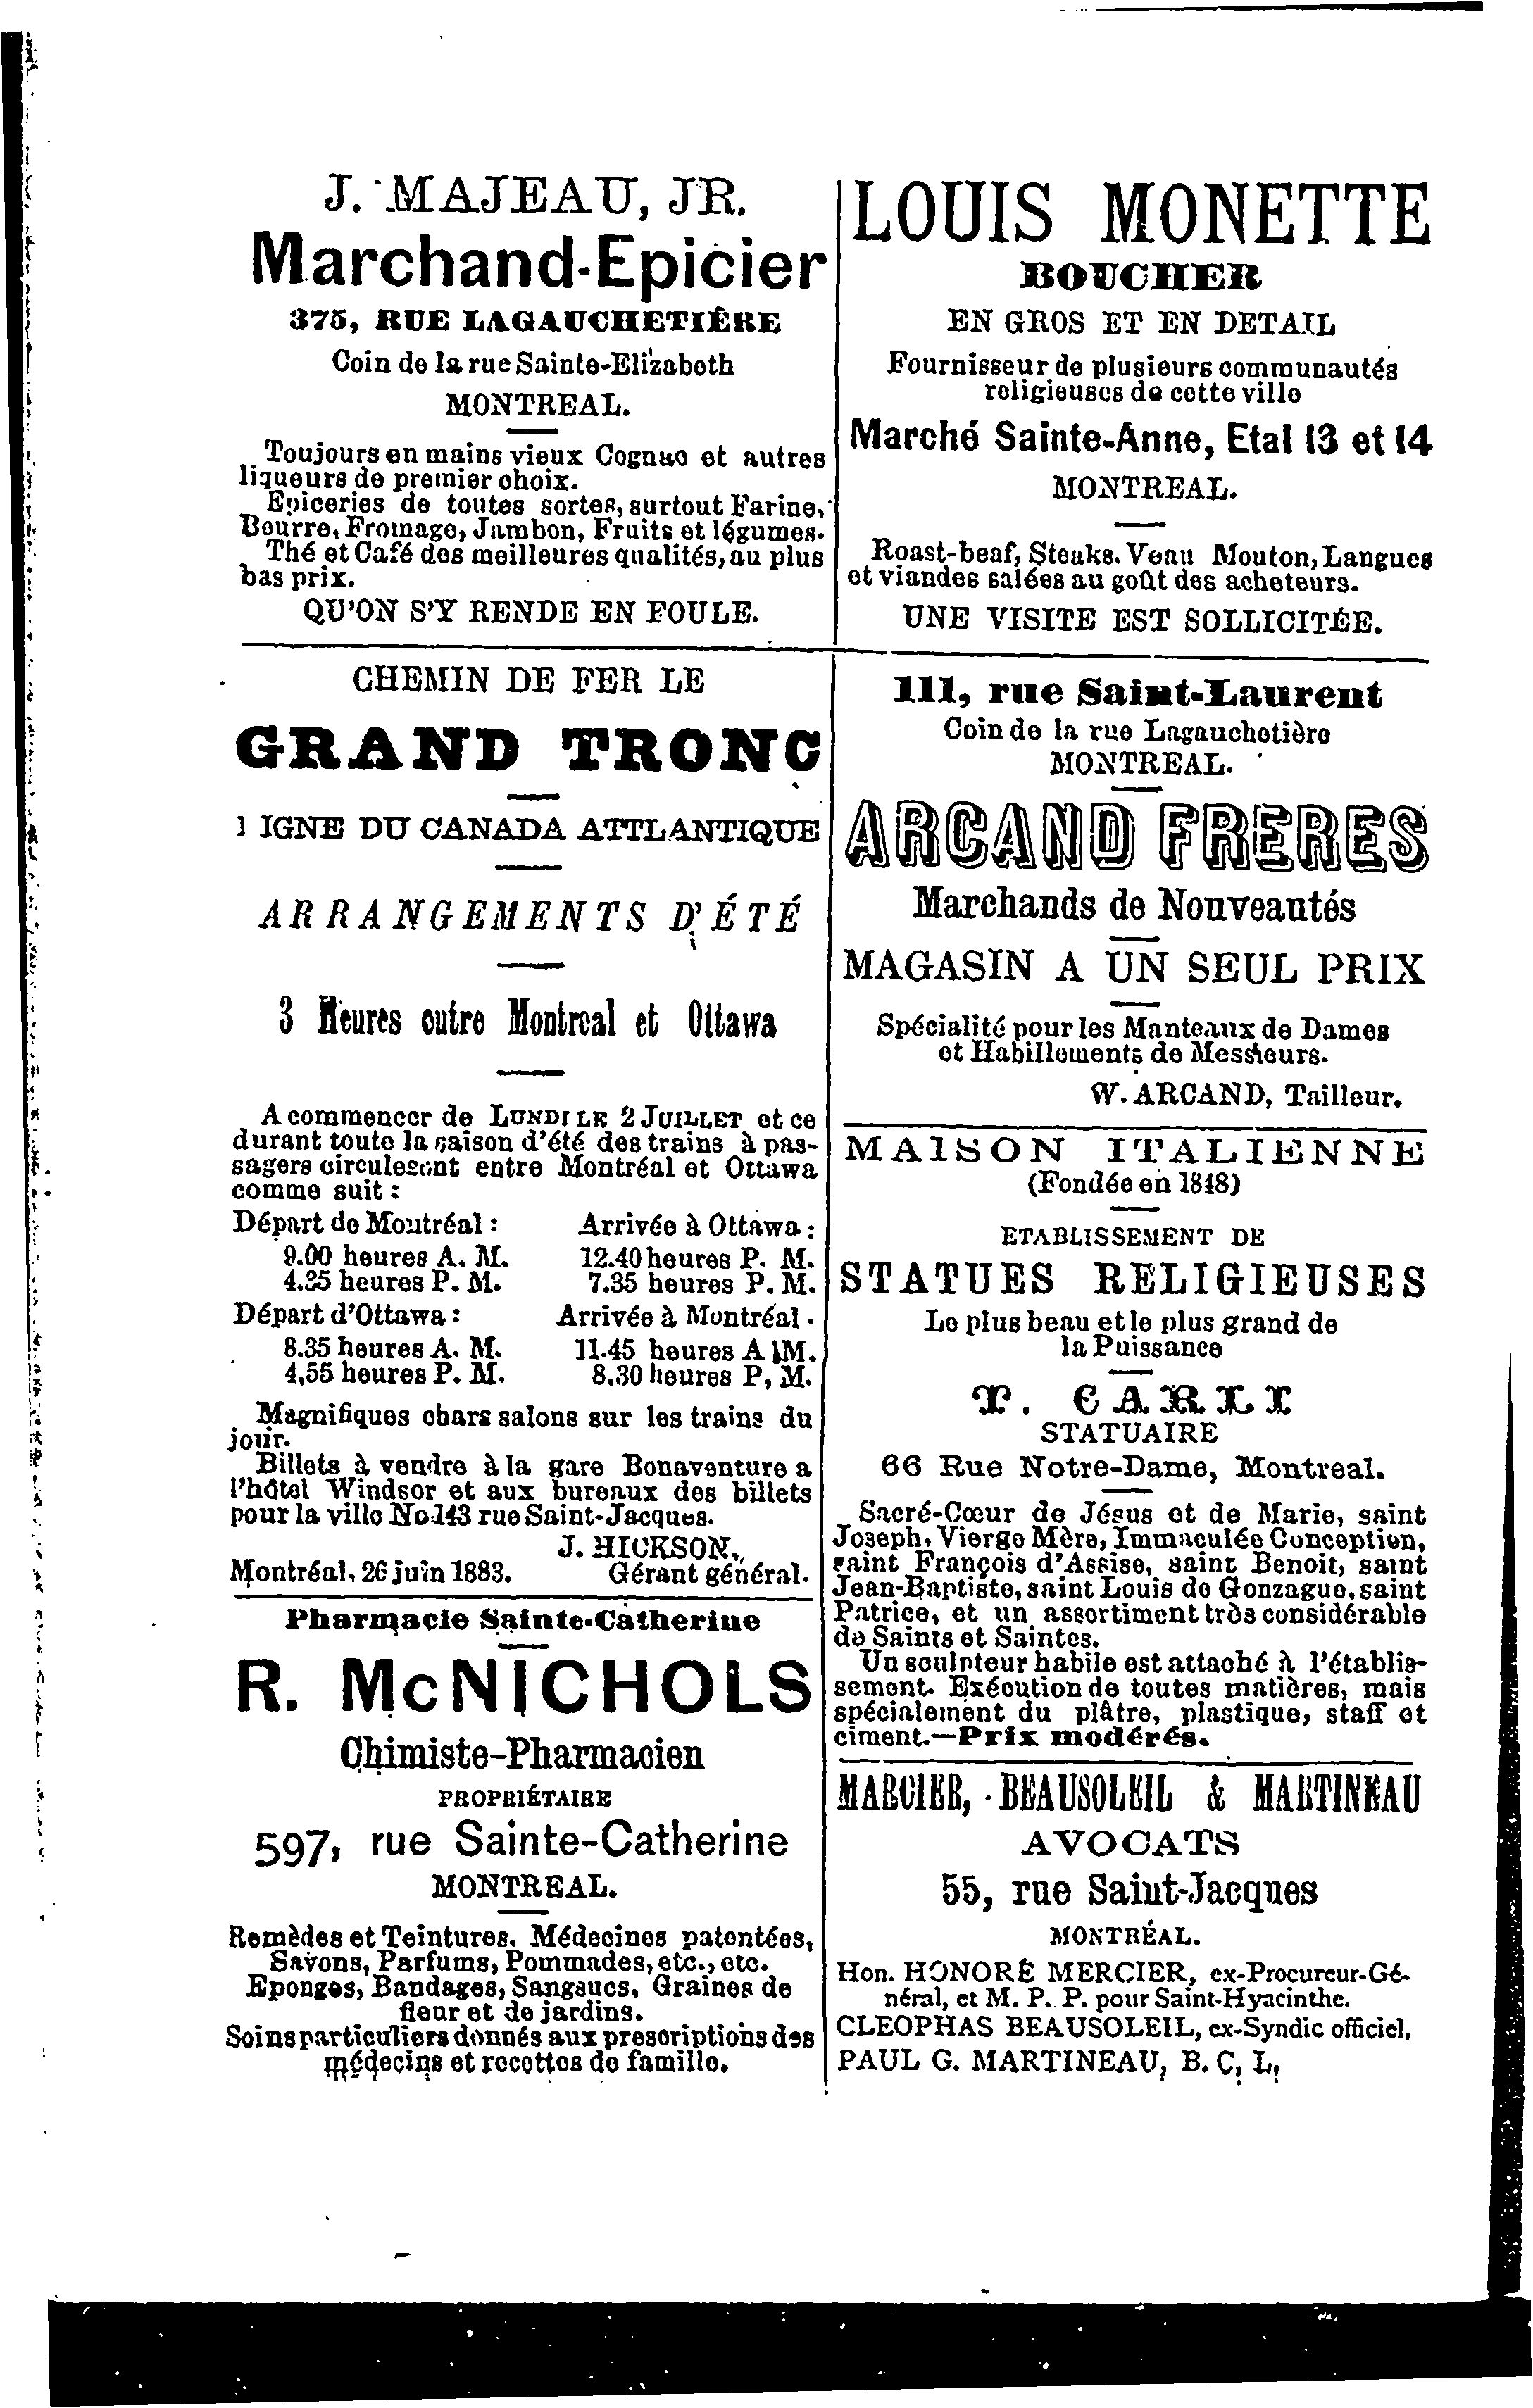 J. MAJEAU, JR.
Marchand-Epicier
375, RUE LAGAUCHETIÈRE
Coin de la rue Sainte-Elizabeth
MONTREAL.
Toujours en mains vieux Cognac et autres
liqueurs de premier choix.
Epiceries de toutes sortes, surtout Farine,
Beurre, Fromage, Jambon, Fruits et légumes.
Thé et Café des meilleures qualités, au plus
bas prix.
QU'ON S'Y RENDE EN FOULE.
CHEMIN DE FER LE
GRAND TRONC
IGNE DU CANADA ATTLANTIQUE
ARRANGEMENTS D'ÉTÉ
3 Heures entre Montreal et Ottawa
A commencer de LUNDI LE 2 JUILLET et ce
durant toute la saison d'été des trains à pas-
sagers circuleront entre Montréal et Ottawa
comme suit :
Départ de Montréal : Arrivée à Ottawa :
9.00 heures A. M. 12.40 heures P. M.
4.35 heures P. M. 7.35 heures P. M.
Départ d'Ottawa : Arrivée à Montréal .
8.35 heures A. M. 11.45 heures A M.
4,55 heures P. M. 8,30 heures P, M.
Magnifiques chars salons sur les trains du
jour.
Billets à vendre à la gare Bonaventure a
l'hôtel Windsor et aux bureaux des billets
pour la ville No 143 rue Saint-Jacques.
J. HICKSON,
Montréal, 26 juin 1883. Gérant général.
Pharmacie Sainte-Catherine
R. McNICHOLS
Chimiste-Pharmacien
PROPRIÉTAIRE
597, rue Sainte-Catherine
MONTREAL.
Remèdes et Teintures. Médecines patentées,
Savons, Parfums, Pommades, etc., etc.
Eponges, Bandages, Sangsues, Graines de
fleur et de jardins.
Soins particuliers donnés aux prescriptions des
médecins et recettes de famille.
LOUIS MONETTE
BOUCHER
EN GROS ET EN DETAIL
Fournisseur de plusieurs communautés
religieuses de cette ville
Marché Sainte-Anne, Etal 13 et 14
MONTREAL.
Roast-beaf, Steaks. Veau Mouton, Langues
et viandes salées au goût des acheteurs.
UNE VISITE EST SOLLICITÉE.
111, rue Saint-Laurent
Coin de la rue Lagauchetière
MONTREAL.
ARCAND FRERES
Marchands de Nouveautés
MAGASIN A UN SEUL PRIX
Spécialité pour les Manteaux de Dames
et Habillements de Messieurs.
W. ARCAND, Tailleur.
MAISON ITALIENNE
(Fondée en 1848)
ETABLISSEMENT DE
STATUES RELIGIEUSES
Le plus beau et le plus grand de
la Puissance
T. CARLI
STATUAIRE
66 Rue Notre-Dame, Montreal.
Sacré-Cœur de Jésus et de Marie, saint
Joseph, Vierge Mère, Immaculée Conception,
saint François d'Assise, saint Benoit, saint
Jean-Baptiste, saint Louis de Gonzague, saint
Patrice, et un assortiment très considérable
de Saints et Saintes.
Un sculpteur habile est attaché à l'établis-
sement. Exécution de toutes matières, mais
spécialement du plâtre, plastique, staff et
ciment.—Prix modérés.
MARCIER, BEAUSOLEIL & MARTINEAU
AVOCATS
55, rue Saint-Jacques
MONTRÉAL.
Hon. HONORÉ MERCIER, ex-Procureur-Gé-
néral, et M. P. P. pour Saint-Hyacinthe.
CLEOPHAS BEAUSOLEIL, ex-Syndic officiel,
PAUL G. MARTINEAU, B. C, L,